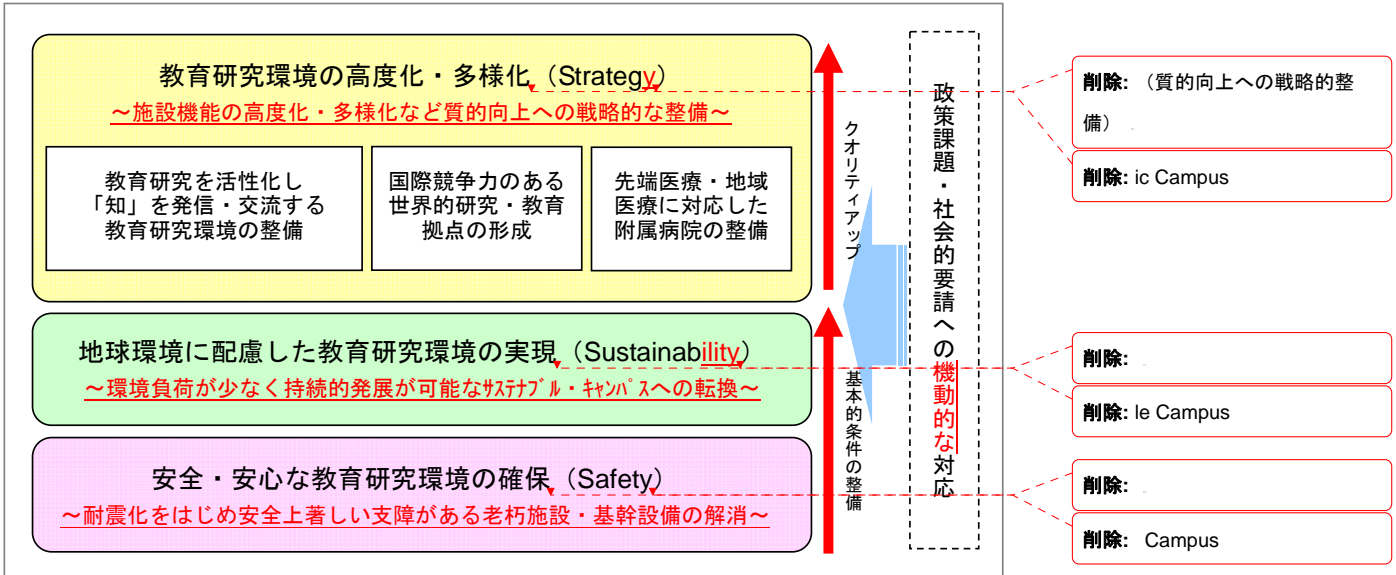 教育研究環境の高度化・多様化（Strategy）
～施設機能の高度化・多様化など質的向上への戦略的な整備～
教育研究を活性化し
「知」を発信・交流する
教育研究環境の整備
国際競争力のある
世界的研究・教育
拠点の形成
先端医療・地域
医療に対応した
附属病院の整備
地球環境に配慮した教育研究環境の実現（Sustainability）
～環境負荷が少なく持続的発展が可能なｻｽﾃﾅﾌﾞﾙ・ｷｬﾝﾊﾟｽへの転換～
安全・安心な教育研究環境の確保（Safety）
～耐震化をはじめ安全上著しい支障がある老朽施設・基幹設備の解消～
クオリティアップ
基本的条件の整備
政策課題・社会的要請への機動的な対応
削除: （質的向上への戦略的整
備）
削除: ic Campus
削除:
削除: le Campus
削除:
削除: Campus